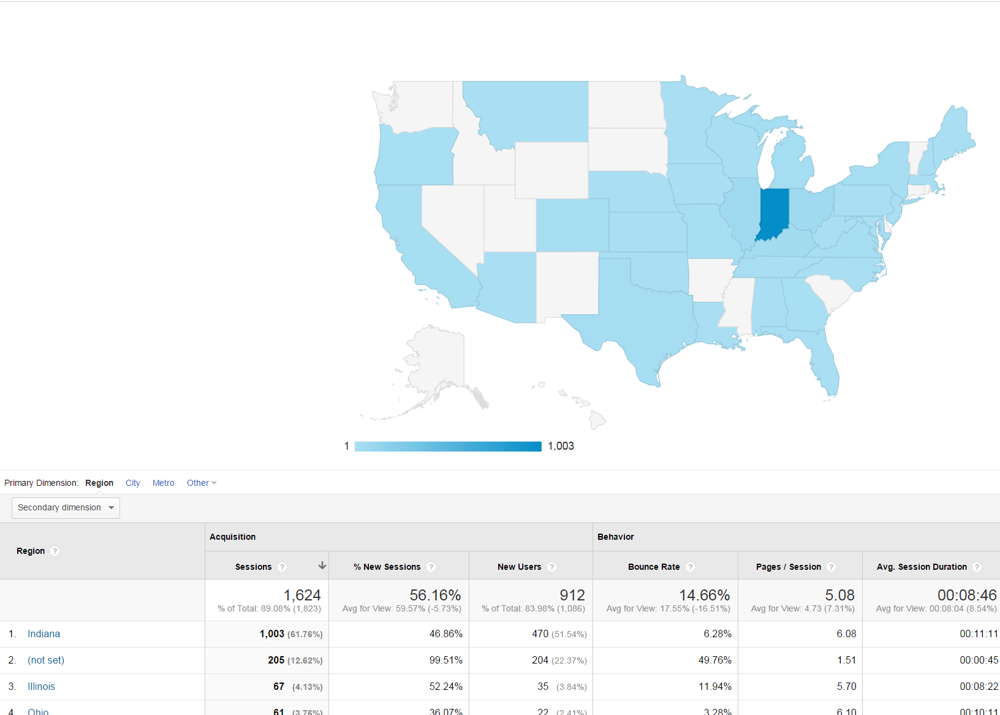 1 1,003
Primary Dimension: Region City Metro Other
Secondary dimension
Region ? Acquisition Behavior
Sessions ? % New Sessions ? New Users ? Bounce Rate ? Pages / Session ? Avg. Session Duration ?
1,624 56.16% 912 14.66% 5.08 00:08:46
% of Total: 89.08% (1,823) Avg for View: 59.57% (-5.73%) % of Total: 83.98% (1,086) Avg for View: 17.55% (-16.51%) Avg for View: 4.73 (7.31%) Avg for View: 00:08:04 (8.54%)
1. Indiana 1,003 (61.76%) 46.86% 470 (51.54%) 6.28% 6.08 00:11:11
2. (not set) 205 (12.62%) 99.51% 204 (22.37%) 49.76% 1.51 00:00:45
3. Illinois 67 (4.13%) 52.24% 35 (3.84%) 11.94% 5.70 00:08:22
4. Ohio 61 (3.76%) 36.07% 22 (2.41%) 3.28% 6.10 00:10:11